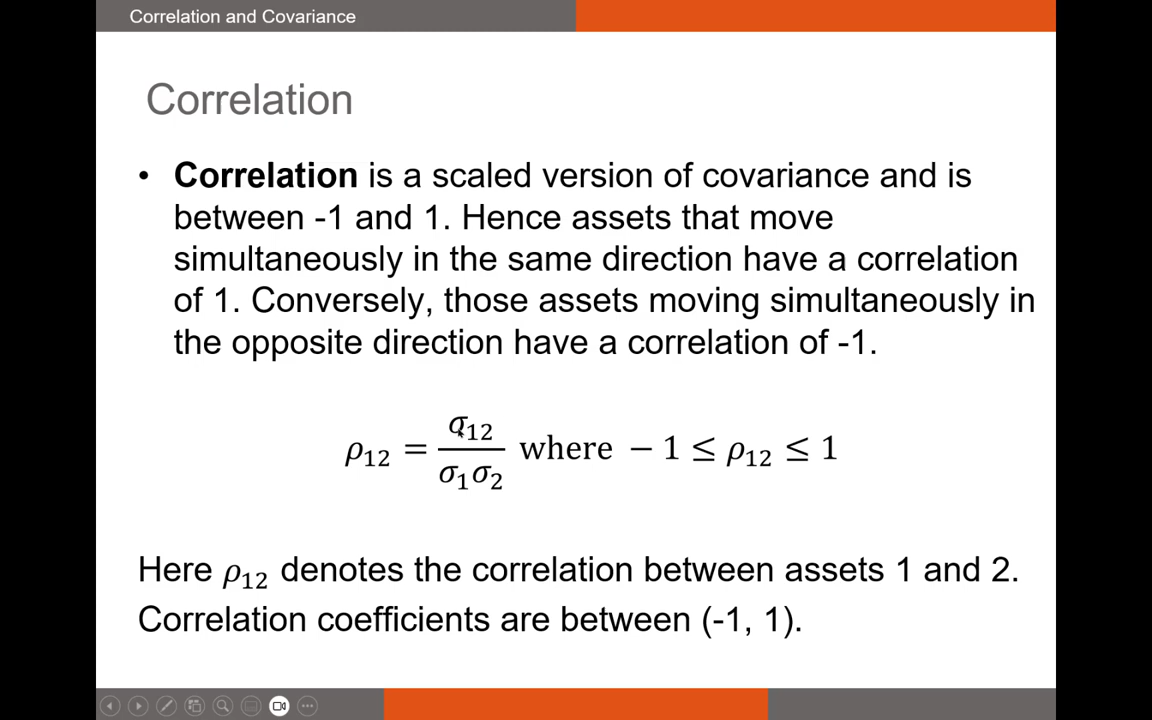 Correlation and Covariance
Correlation
• Correlation is a scaled version of covariance and is
between -1 and 1. Hence assets that move
simultaneously in the same direction have a correlation
of 1. Conversely, those assets moving simultaneously in
the opposite direction have a correlation of -1.
ρ₁₂ = σ₁₂ / σ₁σ₂ where − 1 ≤ ρ₁₂ ≤ 1
Here ρ₁₂ denotes the correlation between assets 1 and 2.
Correlation coefficients are between (-1, 1).